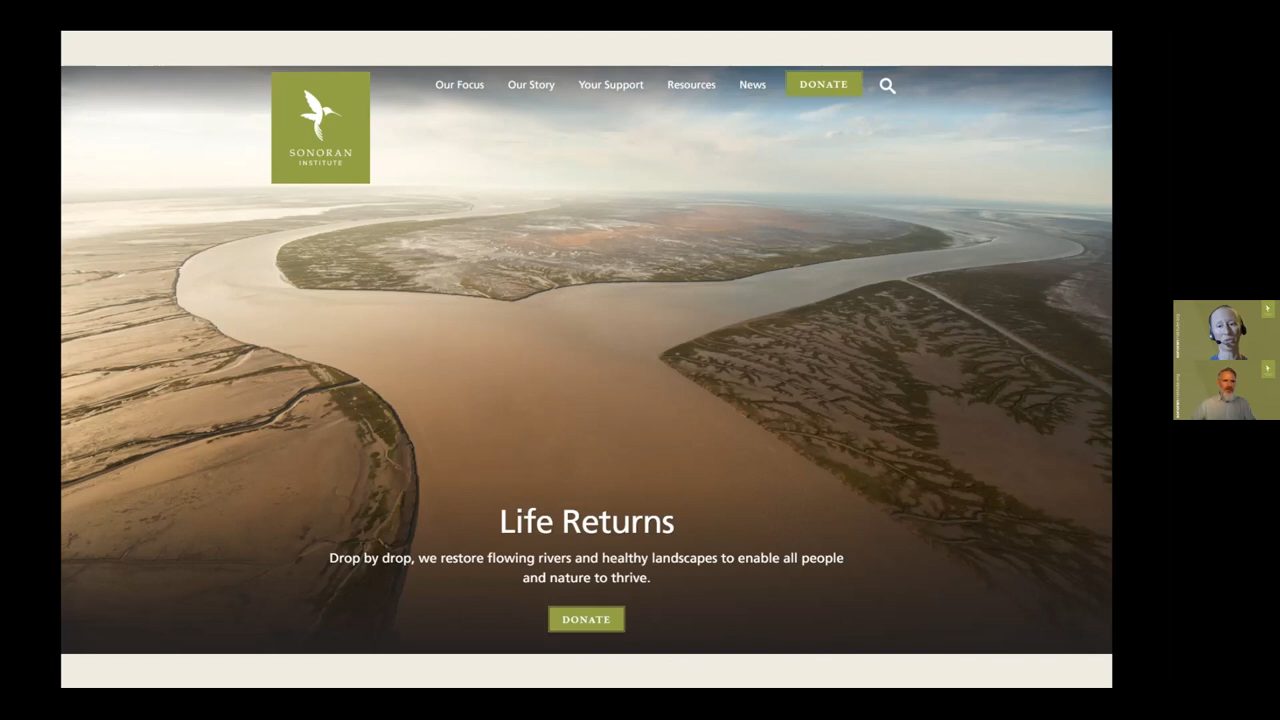 Our Focus
Our Story
Your Support
Resources
News
DONATE
SONORAN
INSTITUTE
Life Returns
Drop by drop, we restore flowing rivers and healthy landscapes to enable all people
and nature to thrive.
DONATE